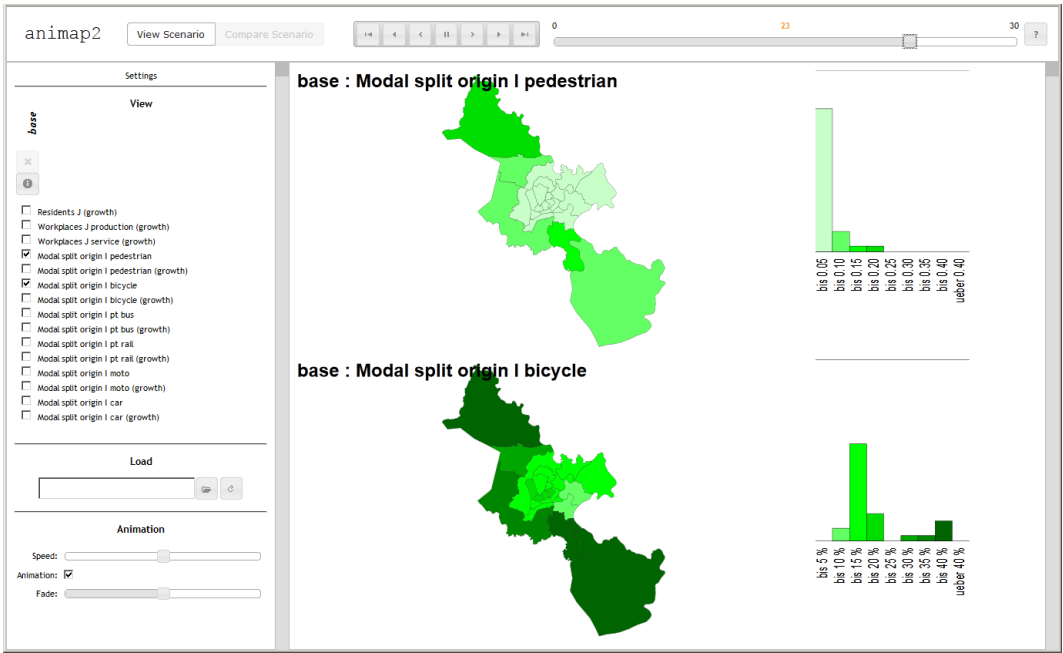 animap2
View Scenario
Compare Scenario
0
23
30
?
Settings
View
base
Residents J (growth)
Workplaces J production (growth)
Workplaces J service (growth)
Modal split origin I pedestrian
Modal split origin I pedestrian (growth)
Modal split origin I bicycle
Modal split origin I bicycle (growth)
Modal split origin I pt bus
Modal split origin I pt bus (growth)
Modal split origin I pt rail
Modal split origin I pt rail (growth)
Modal split origin I moto
Modal split origin I moto (growth)
Modal split origin I car
Modal split origin I car (growth)
Load
Animation
Speed:
Animation:
Fade:
base : Modal split origin I pedestrian
bis 0.05
bis 0.10
bis 0.15
bis 0.20
bis 0.25
bis 0.30
bis 0.35
bis 0.40
ueber 0.40
base : Modal split origin I bicycle
bis 5 %
bis 10 %
bis 15 %
bis 20 %
bis 25 %
bis 30 %
bis 35 %
bis 40 %
ueber 40 %